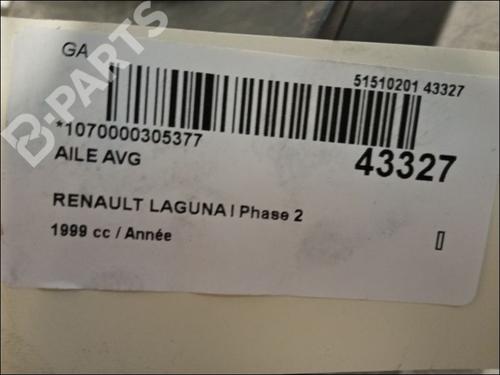 GA
51510201 43327
*1070000305377
43327
AILE AVG
RENAULT LAGUNA I Phase 2
1999 cc / Année
B-PARTS